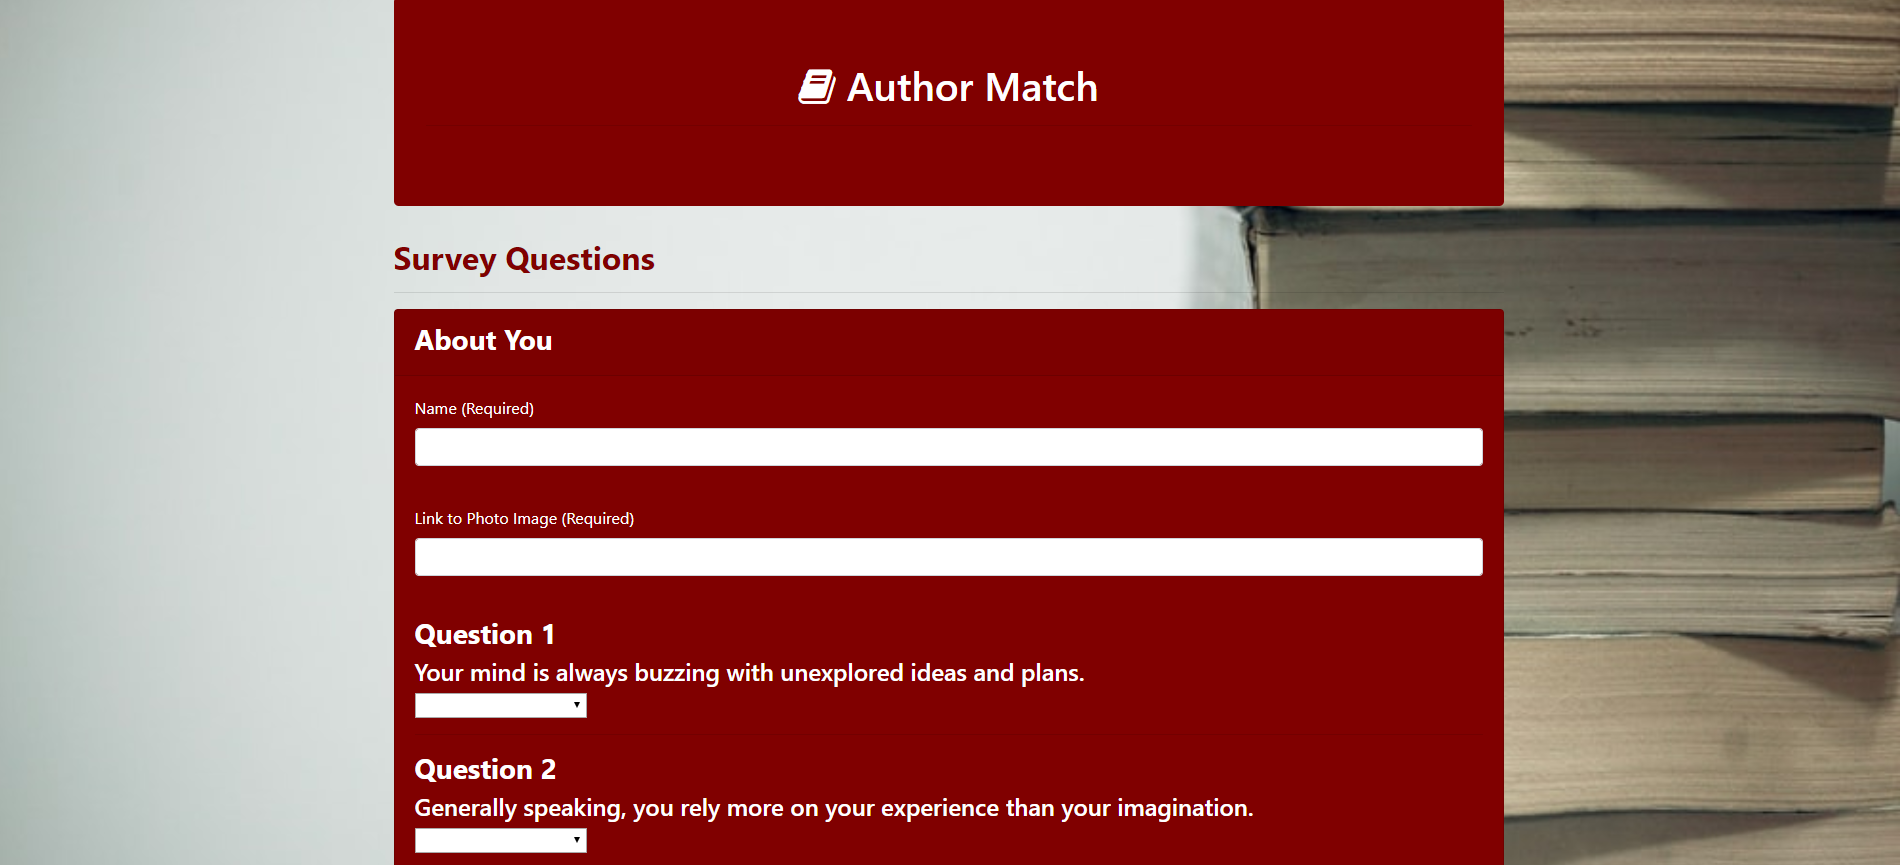 Author Match
Survey Questions
About You
Name (Required)
Link to Photo Image (Required)
Question 1
Your mind is always buzzing with unexplored ideas and plans.
Question 2
Generally speaking, you rely more on your experience than your imagination.